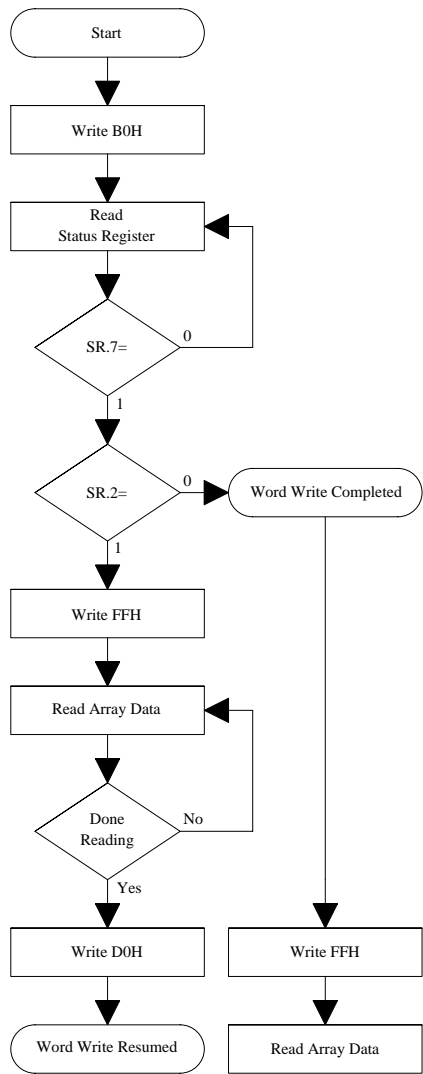 Start
Write B0H
Read
Status Register
SR.7=
0
1
SR.2=
0
Word Write Completed
1
Write FFH
Read Array Data
Done
Reading
No
Yes
Write D0H
Write FFH
Word Write Resumed
Read Array Data